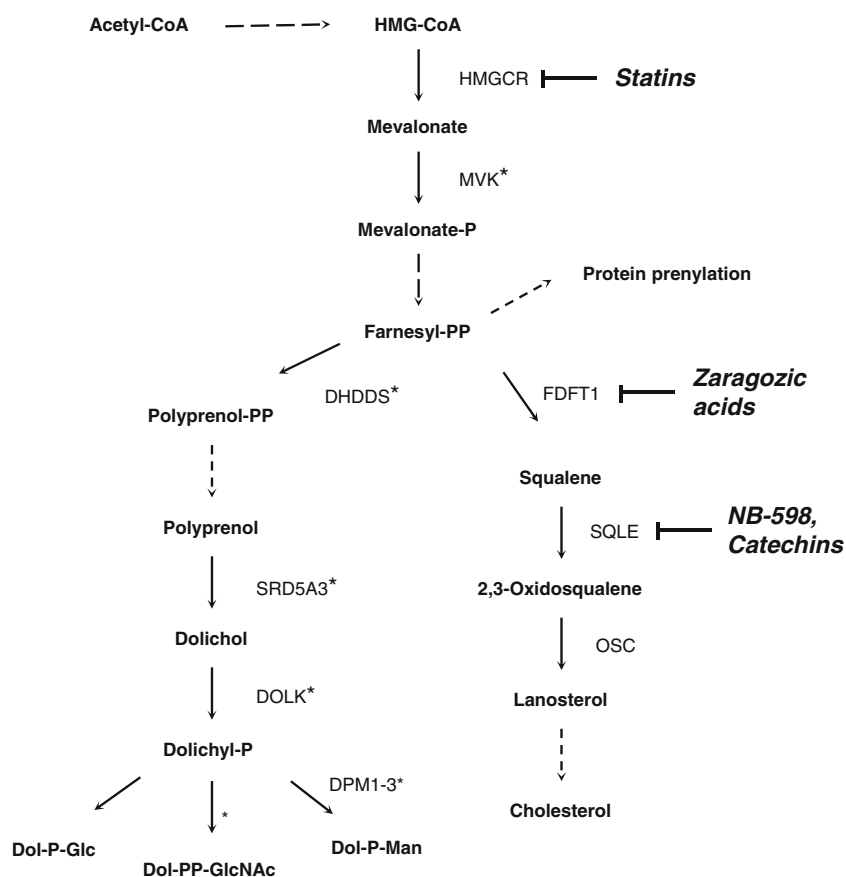 Acetyl-CoA
HMG-CoA
HMGCR
Statins
Mevalonate
MVK*
Mevalonate-P
Protein prenylation
Farnesyl-PP
DHDDS*
FDFT1
Zaragozic
acids
Polyprenol-PP
Squalene
Polyprenol
SQLE
NB-598,
Catechins
SRD5A3*
2,3-Oxidosqualene
Dolichol
OSC
DOLK*
Lanosterol
Dolichyl-P
DPM1-3*
*
Cholesterol
Dol-P-Glc
Dol-PP-GlcNAc
Dol-P-Man